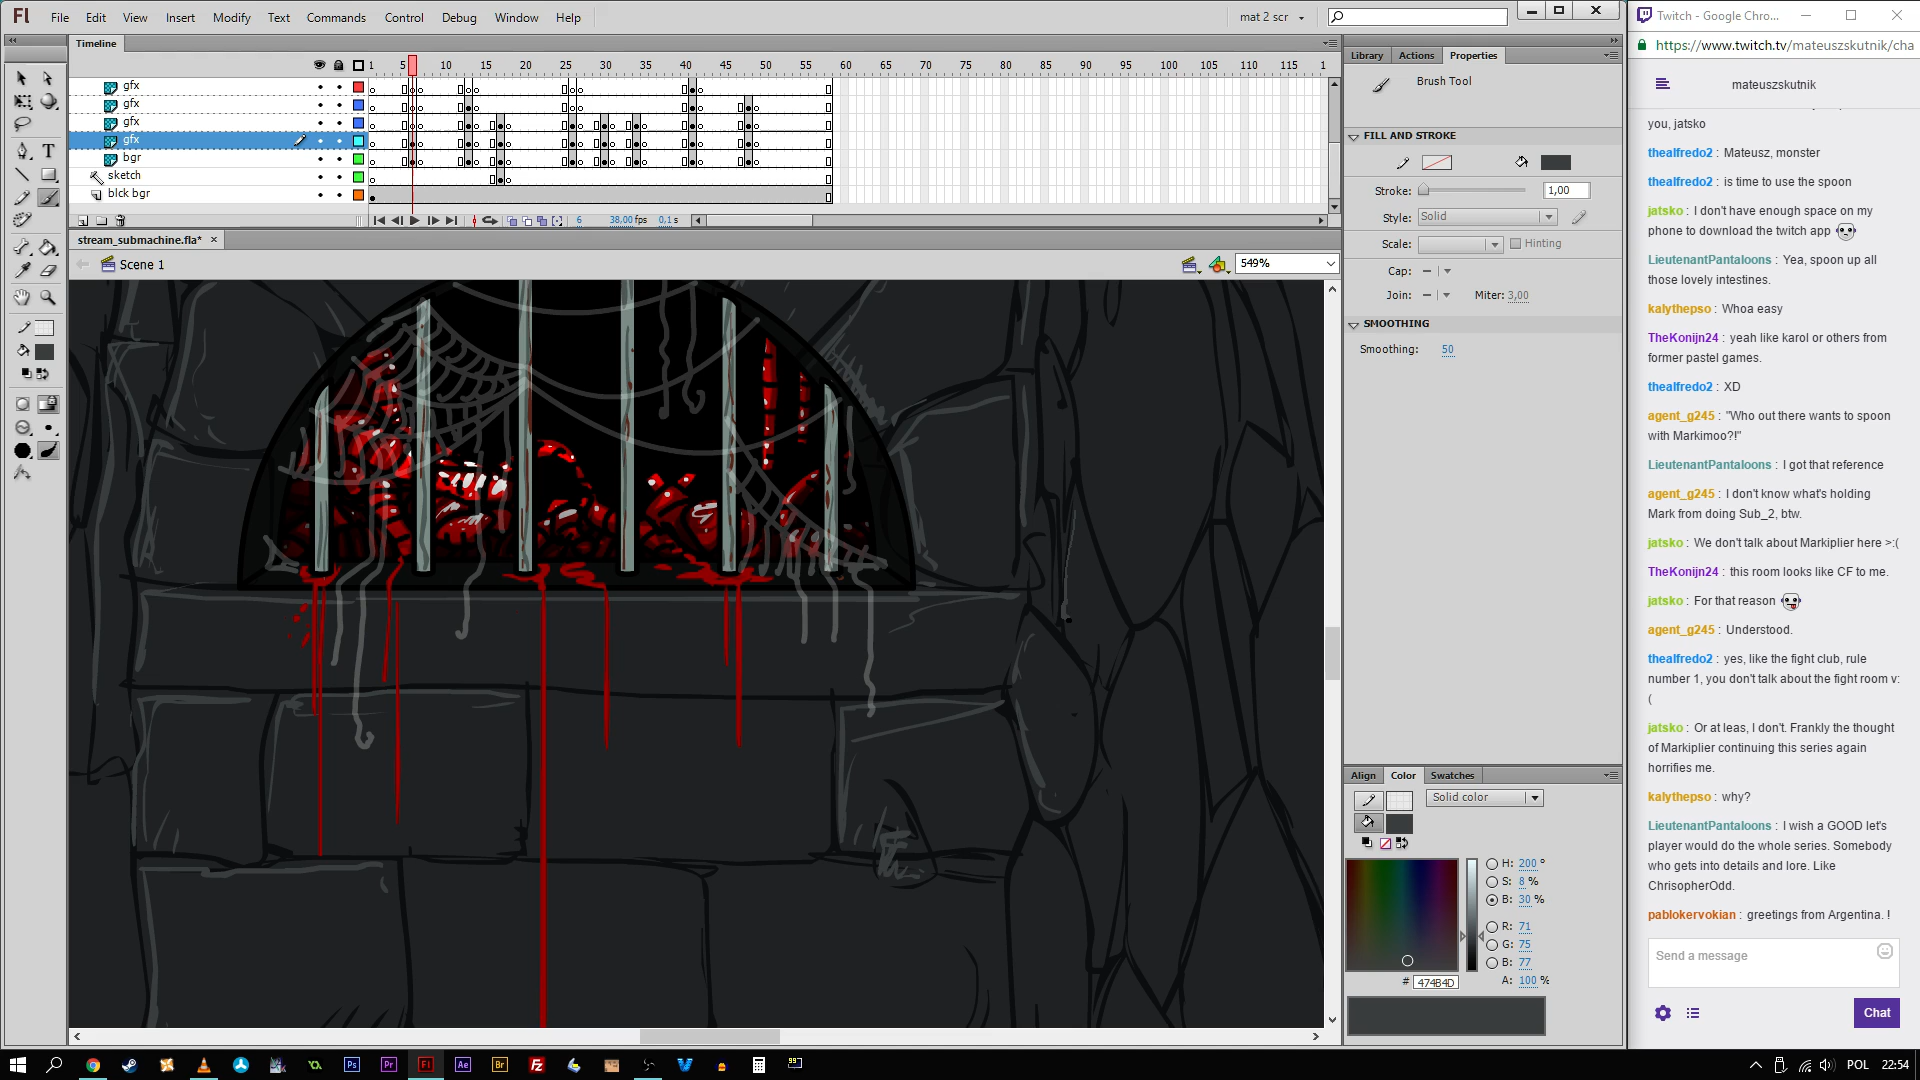 Fl File Edit View Insert Modify Text Commands Control Debug Window Help mat 2 scr
Twitch - Google Chro...
https://www.twitch.tv/mateuszskutnik/cha
Timeline
1 5 10 15 20 25 30 35 40 45 50 55 60 65 70 75 80 85 90 95 100 105 110 115 1
gfx
gfx
gfx
gfx
bgr
sketch
blck bgr
6 38,00 fps 0,1 s
stream_submachine.fla* ×
Scene 1
549%
Library Actions Properties
Brush Tool
FILL AND STROKE
Stroke: 1,00
Style: Solid
Scale: Hinting
Cap:
Join: Miter: 3,00
SMOOTHING
Smoothing: 50
Align Color Swatches
Solid color
H: 200 °
S: 8 %
B: 30 %
R: 71
G: 75
B: 77
A: 100 %
# 474B4D
mateuszskutnik
you, jatsko
thealfredo2 : Mateusz, monster
thealfredo2 : is time to use the spoon
jatsko : I don't have enough space on my
phone to download the twitch app
LieutenantPantaloons : Yea, spoon up all
those lovely intestines.
kalythepso : Whoa easy
TheKonijn24 : yeah like karol or others from
former pastel games.
thealfredo2 : XD
agent_g245 : "Who out there wants to spoon
with Markimoo?!"
LieutenantPantaloons : I got that reference
agent_g245 : I don't know what's holding
Mark from doing Sub_2, btw.
jatsko : We don't talk about Markiplier here >:(
TheKonijn24 : this room looks like CF to me.
jatsko : For that reason
agent_g245 : Understood.
thealfredo2 : yes, like the fight club, rule
number 1, you don't talk about the fight room v:
(
jatsko : Or at leas, I don't. Frankly the thought
of Markiplier continuing this series again
horrifies me.
kalythepso : why?
LieutenantPantaloons : I wish a GOOD let's
player would do the whole series. Somebody
who gets into details and lore. Like
ChrisopherOdd.
pablokervokian : greetings from Argentina. !
Send a message
Chat
Ps Pr Fl Ae Br Fz
POL 22:54